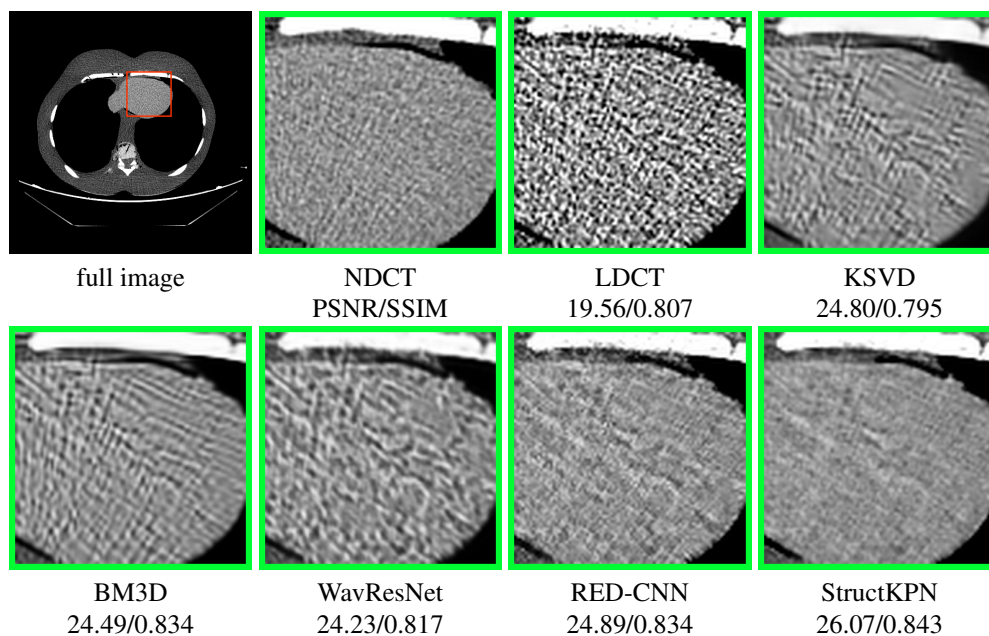 full image
NDCT
PSNR/SSIM
LDCT
19.56/0.807
KSVD
24.80/0.795
BM3D
24.49/0.834
WavResNet
24.23/0.817
RED-CNN
24.89/0.834
StructKPN
26.07/0.843